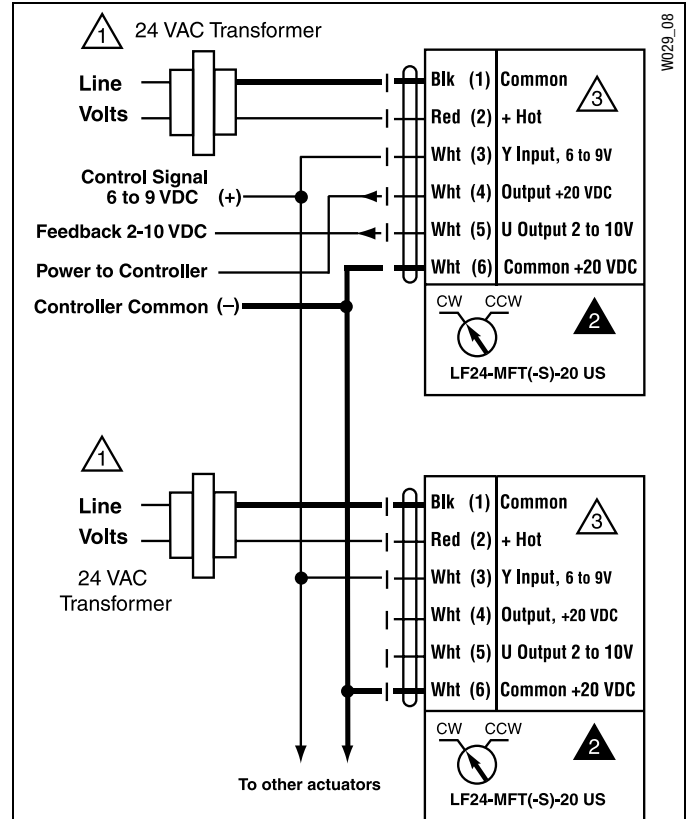 W029_08
1 24 VAC Transformer
Line
Volts
Blk (1) Common
3
Red (2) + Hot
Wht (3) Y Input, 6 to 9V
Control Signal
6 to 9 VDC (+)
Wht (4) Output +20 VDC
Feedback 2-10 VDC
Wht (5) U Output 2 to 10V
Power to Controller
Wht (6) Common +20 VDC
Controller Common (–)
CW CCW
2
LF24-MFT(-S)-20 US
1
Line
Volts
24 VAC
Transformer
Blk (1) Common
3
Red (2) + Hot
Wht (3) Y Input, 6 to 9V
Wht (4) Output, +20 VDC
Wht (5) U Output 2 to 10V
Wht (6) Common +20 VDC
CW CCW
2
To other actuators
LF24-MFT(-S)-20 US